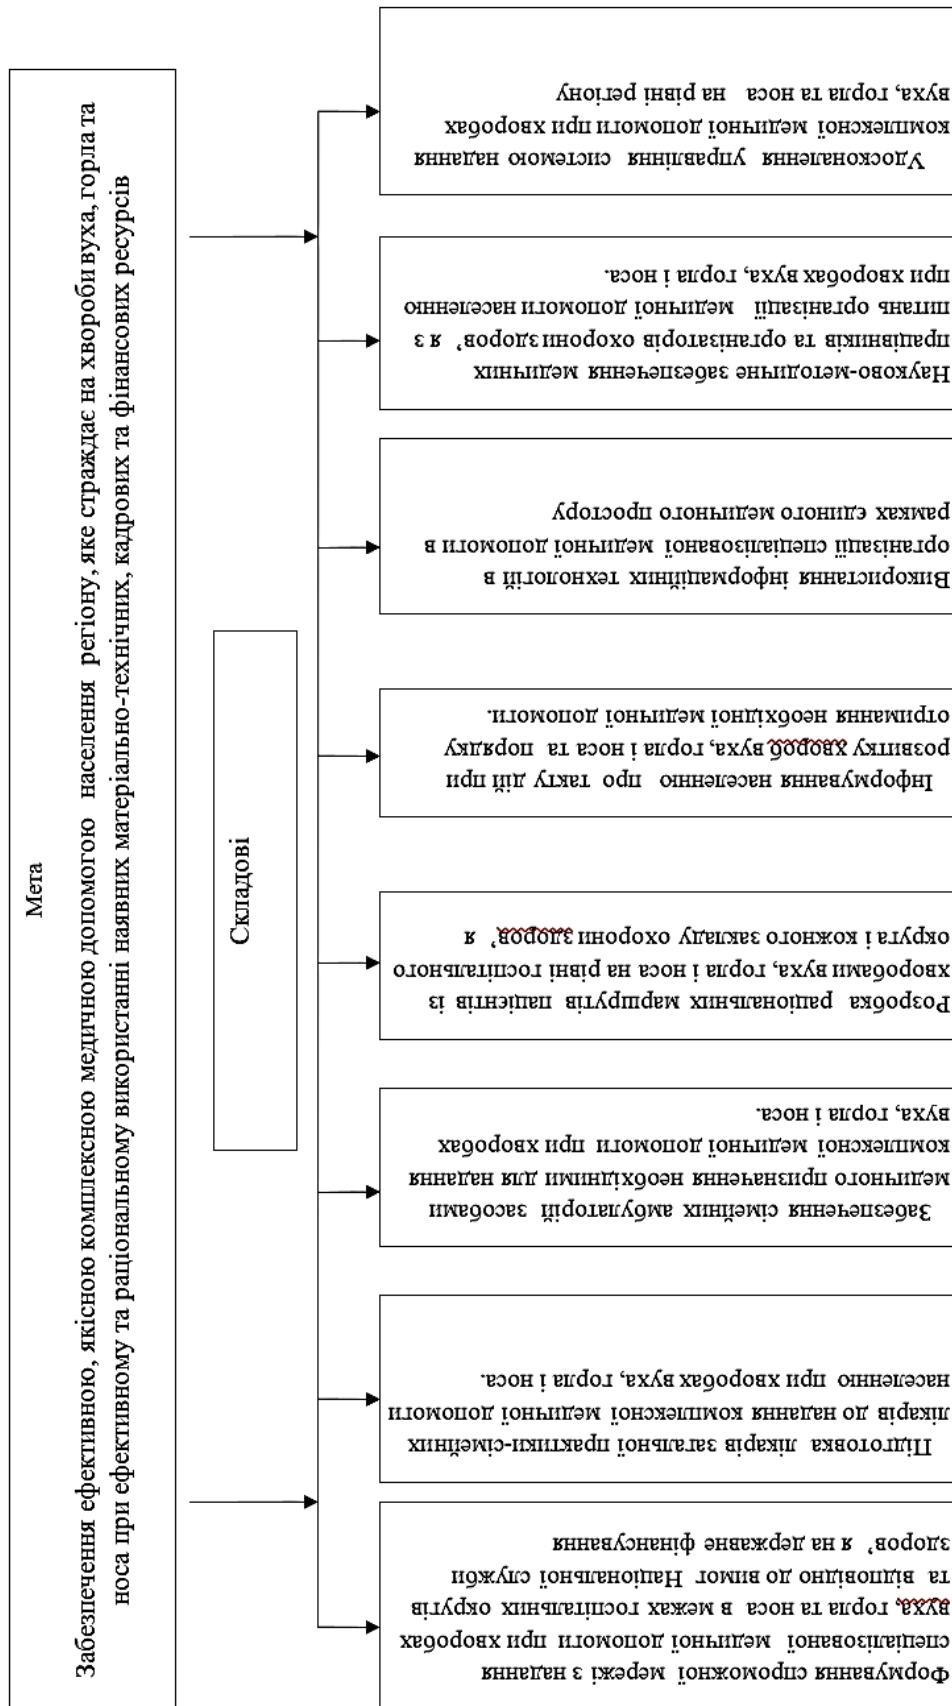 Мета
Забезпечення ефективною, якісною комплексною медичною допомогою населення регіону, яке страждає на хвороби вуха, горла та
носа при ефективному та раціональному використанні наявних матеріально-технічних, кадрових та фінансових ресурсів
Складові
Формування спроможної мережі з надання
спеціалізованої медичної допомоги при хворобах
вуха, горла та носа в межах госпітальних округів
та відповідно до вимог Національної служби
здоров’ я на державне фінансування
Підготовка лікарів загальної практики-сімейних
лікарів до надання комплексної медичної допомоги
населенню при хворобах вуха, горла і носа.
Забезпечення сімейних амбулаторій засобами
медичного призначення необхідними для надання
комплексної медичної допомоги при хворобах
вуха, горла і носа.
Розробка раціональних маршрутів пацієнтів із
хворобами вуха, горла і носа на рівні госпітального
округа і кожного закладу охорони здоров’ я
Інформування населенню про такту дій при
розвитку хвороб вуха, горла і носа та порядку
отримання необхідної медичної допомоги.
Використання інформаційних технологій в
організації спеціалізованої медичної допомоги в
рамках єдиного медичного простору
Науково-методичне забезпечення медичних
працівників та організаторів охорони здоров’ я з
питань організації медичної допомоги населенню
при хворобах вуха, горла і носа.
Удосконалення управління системою надання
комплексної медичної допомоги при хворобах
вуха, горла та носа на рівні регіону